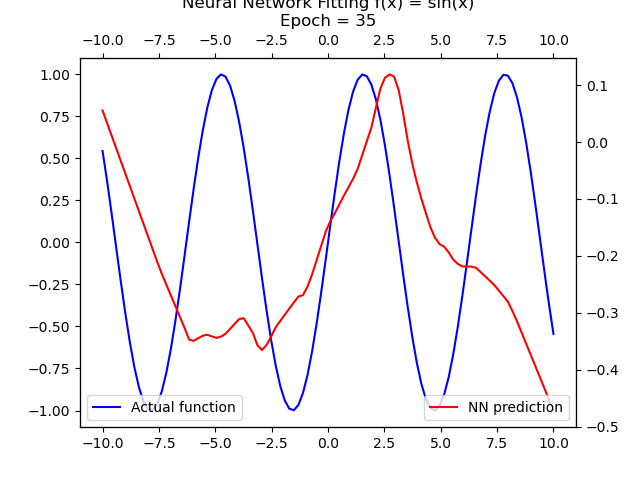 Neural Network Fitting f(x) = sin(x)
Epoch = 35
−10.0 −7.5 −5.0 −2.5 0.0 2.5 5.0 7.5 10.0
1.00
0.75
0.50
0.25
0.00
−0.25
−0.50
−0.75
−1.00
0.1
0.0
−0.1
−0.2
−0.3
−0.4
−0.5
Actual function
NN prediction
−10.0 −7.5 −5.0 −2.5 0.0 2.5 5.0 7.5 10.0